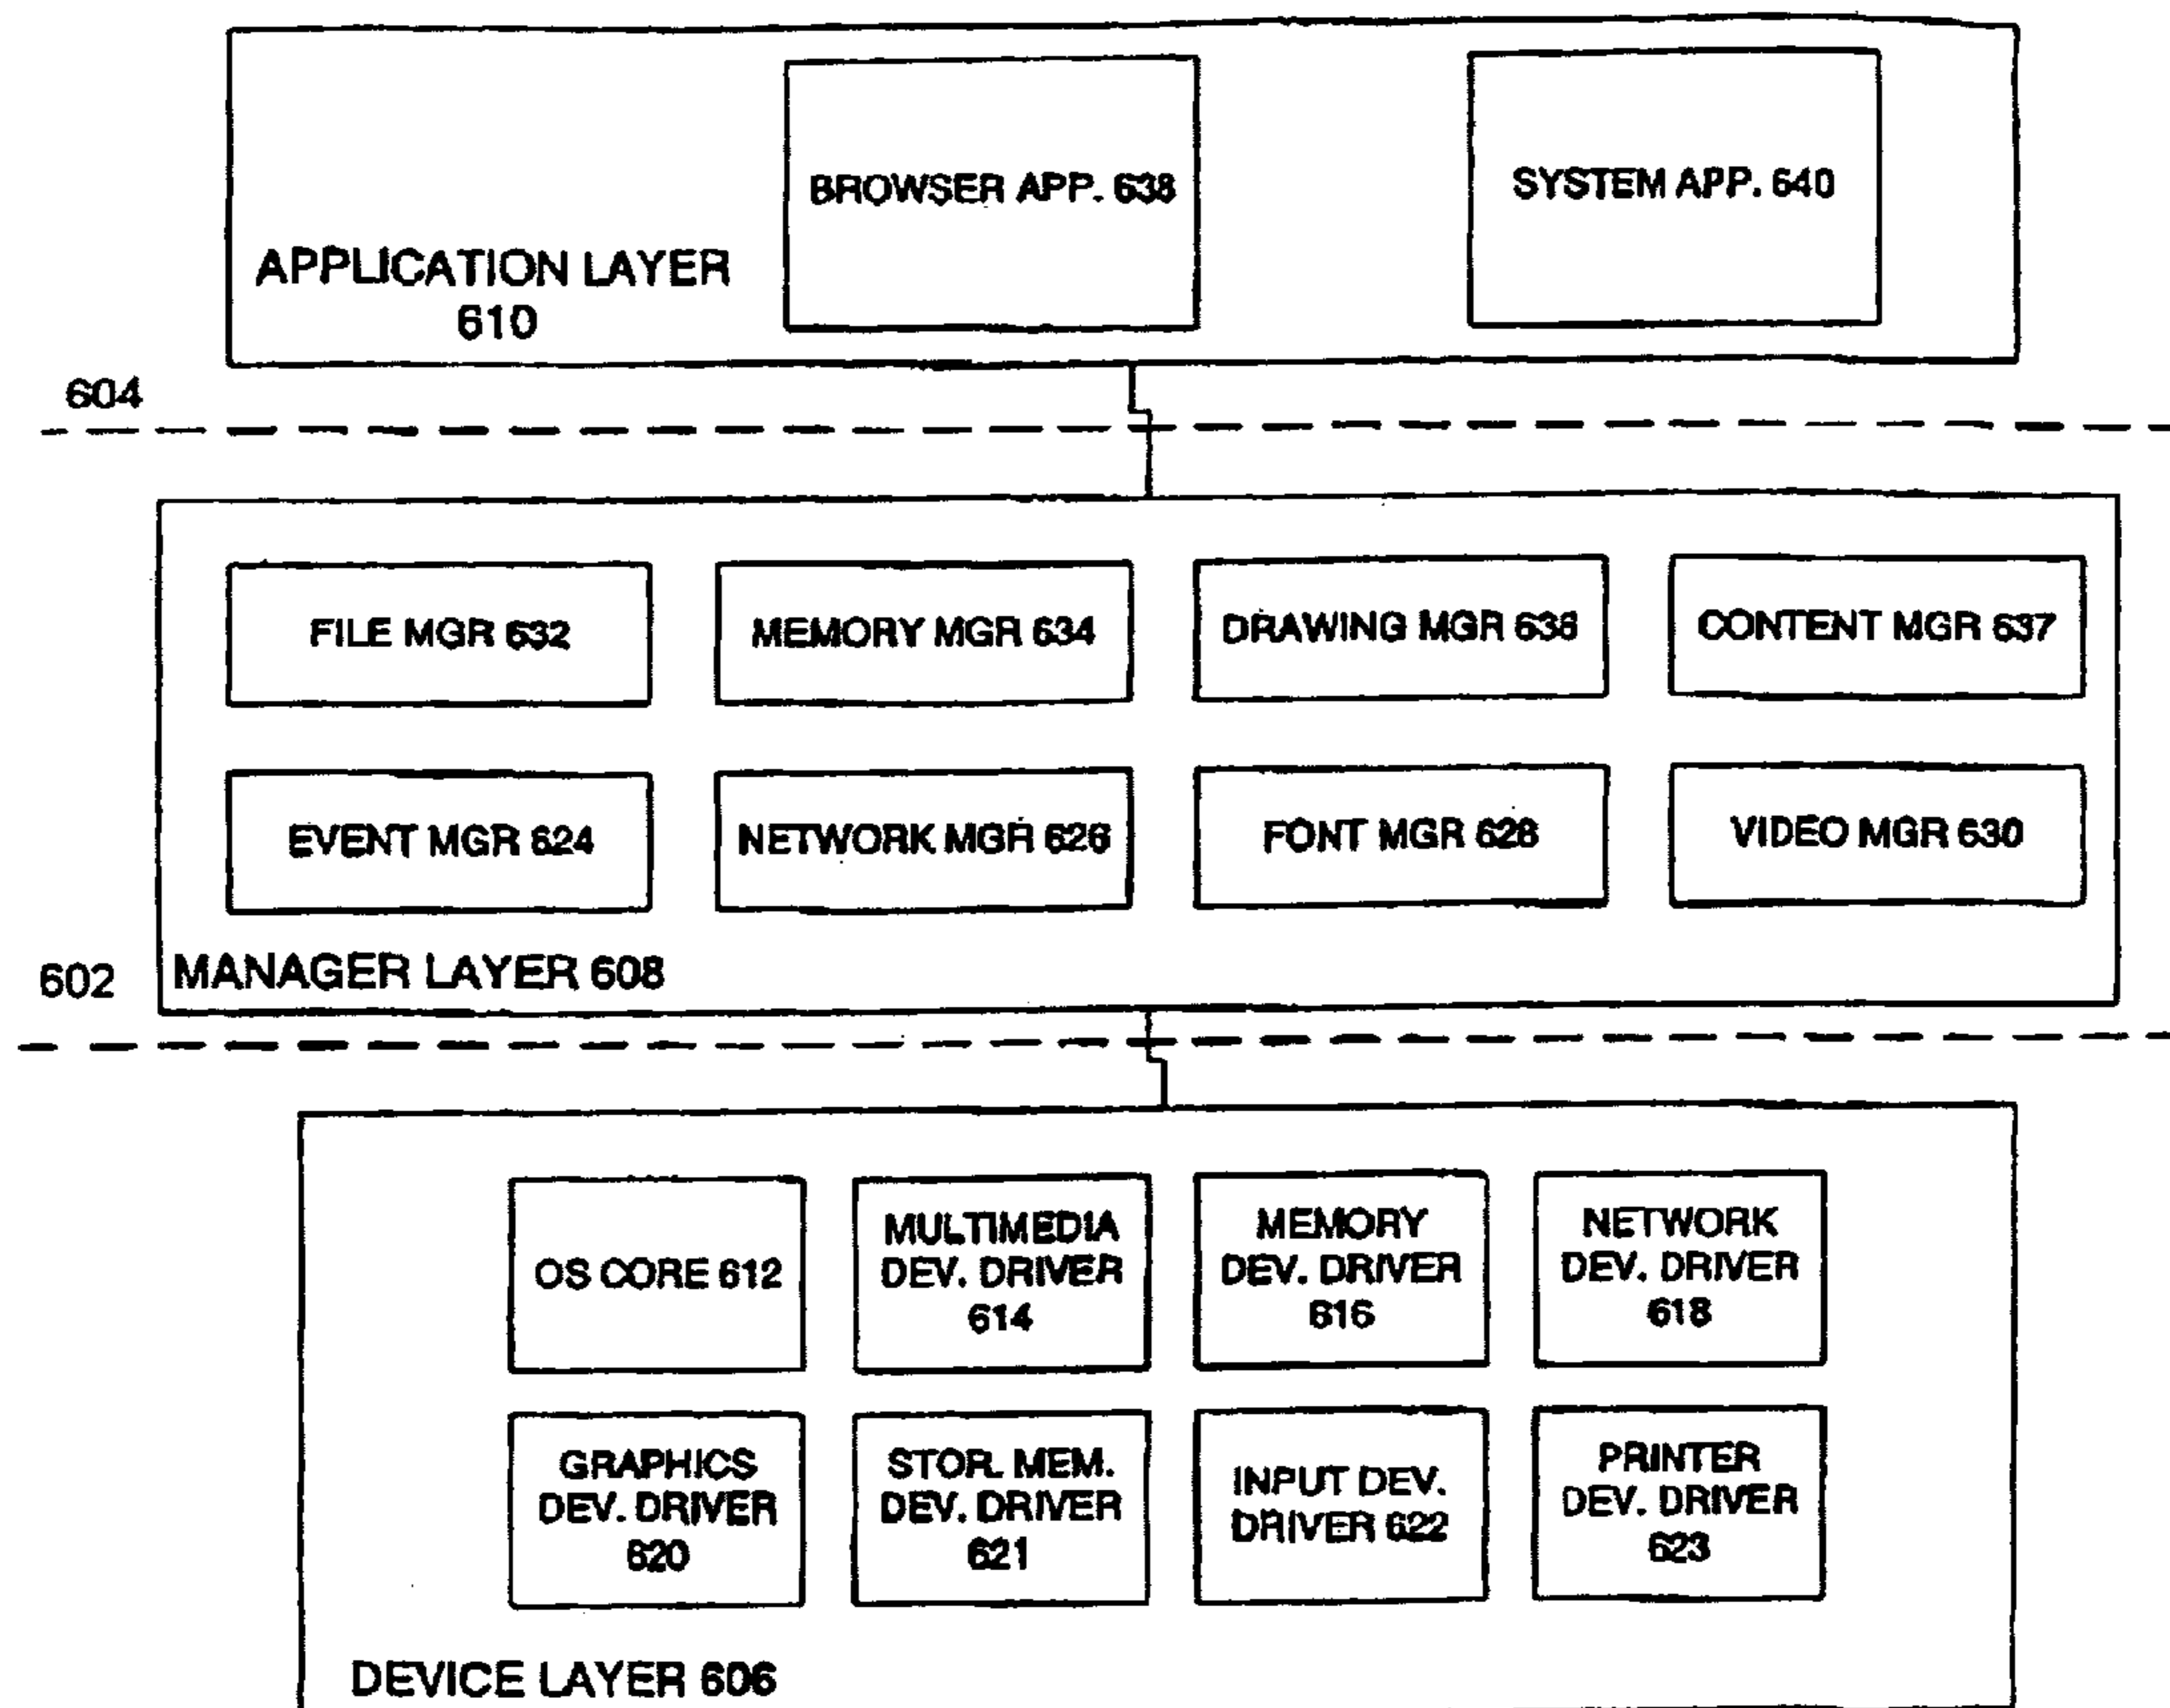 BROWSER APP. 638
SYSTEM APP. 640
APPLICATION LAYER
610
604
FILE MGR 632
MEMORY MGR 634
DRAWING MGR 636
CONTENT MGR 637
EVENT MGR 624
NETWORK MGR 626
FONT MGR 628
VIDEO MGR 630
602
MANAGER LAYER 608
OS CORE 612
MULTIMEDIA
DEV. DRIVER
614
MEMORY
DEV. DRIVER
616
NETWORK
DEV. DRIVER
618
GRAPHICS
DEV. DRIVER
620
STOR. MEM.
DEV. DRIVER
621
INPUT DEV.
DRIVER 622
PRINTER
DEV. DRIVER
623
DEVICE LAYER 606